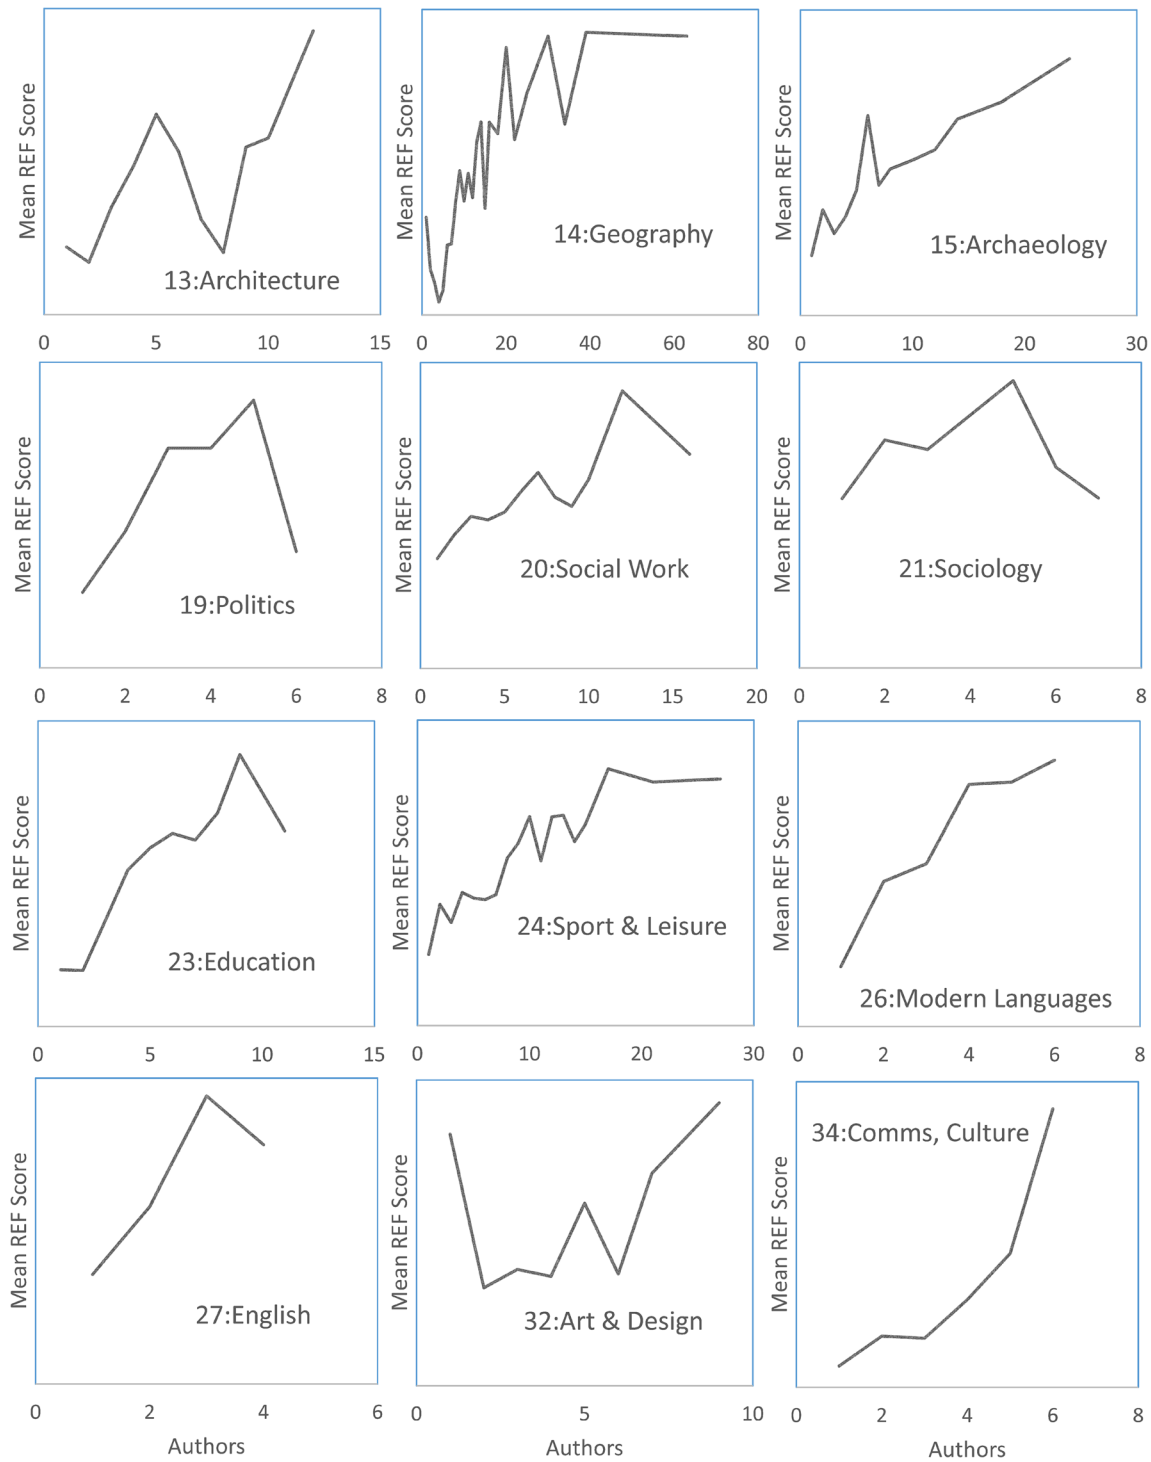 Mean REF Score
13:Architecture
0 5 10 15
Mean REF Score
14:Geography
0 20 40 60 80
Mean REF Score
15:Archaeology
0 10 20 30
Mean REF Score
19:Politics
0 2 4 6 8
Mean REF Score
20:Social Work
0 5 10 15 20
Mean REF Score
21:Sociology
0 2 4 6 8
Mean REF Score
23:Education
0 5 10 15
Mean REF Score
24:Sport & Leisure
0 10 20 30
Mean REF Score
26:Modern Languages
0 2 4 6 8
Mean REF Score
27:English
0 2 4 6
Authors
Mean REF Score
32:Art & Design
0 5 10
Authors
Mean REF Score
34:Comms, Culture
0 2 4 6 8
Authors